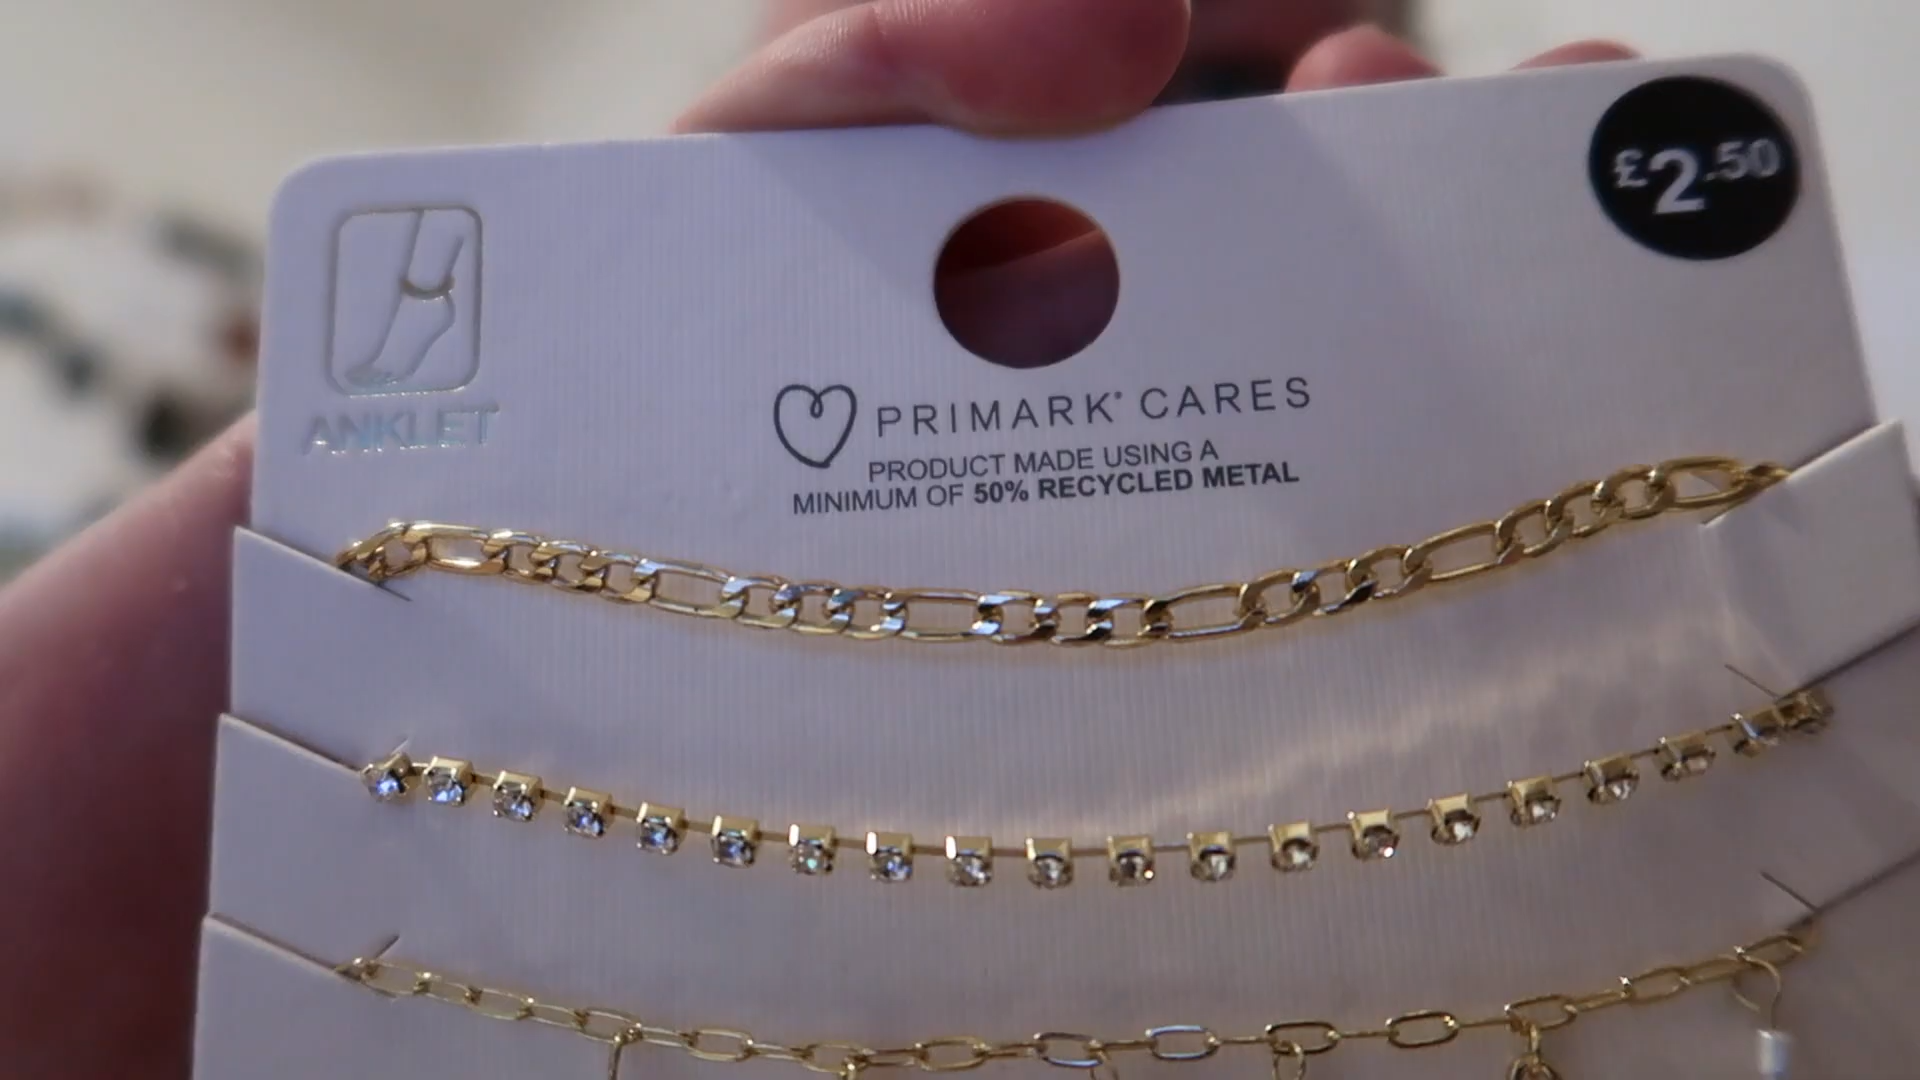 £2.50
ANKLET
PRIMARK® CARES
PRODUCT MADE USING A
MINIMUM OF 50% RECYCLED METAL